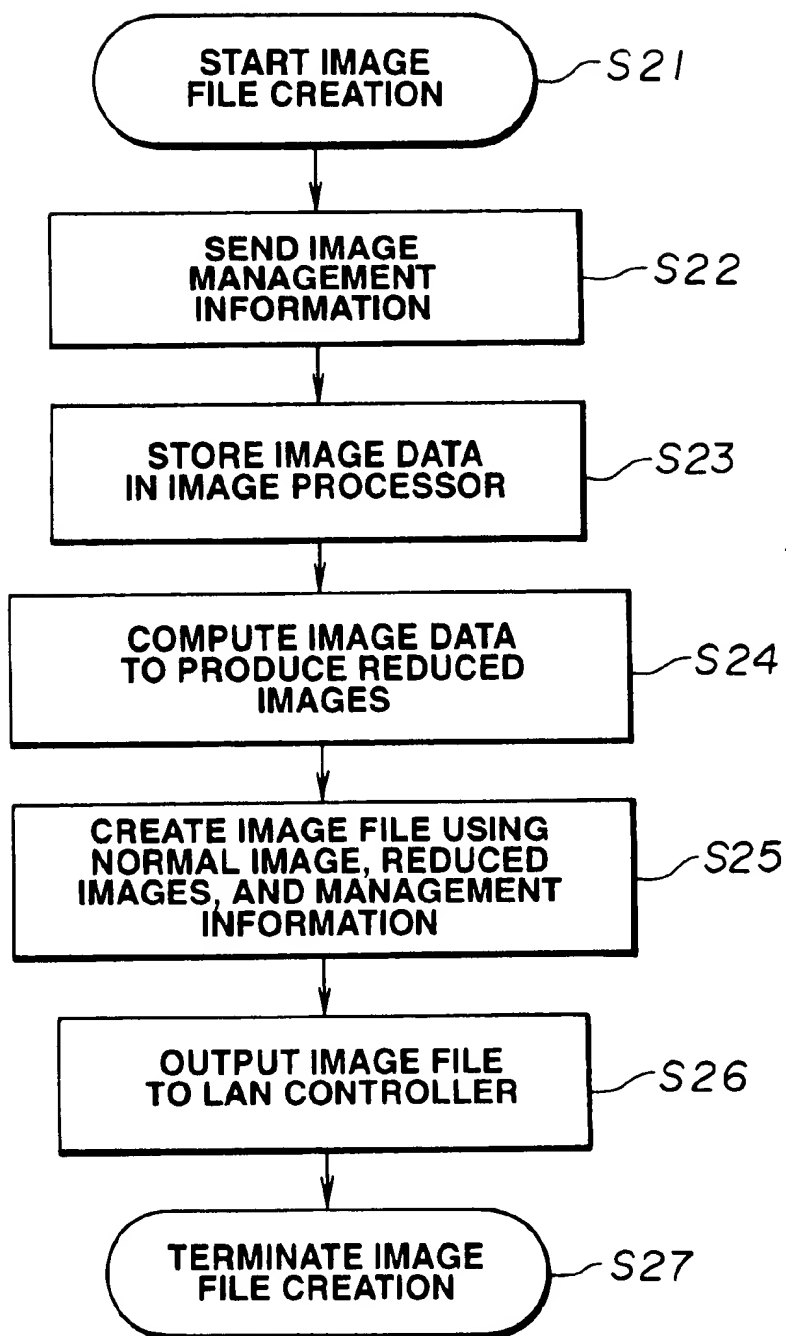 START IMAGE
FILE CREATION
S21
SEND IMAGE
MANAGEMENT
INFORMATION
S22
STORE IMAGE DATA
IN IMAGE PROCESSOR
S23
COMPUTE IMAGE DATA
TO PRODUCE REDUCED
IMAGES
S24
CREATE IMAGE FILE USING
NORMAL IMAGE, REDUCED
IMAGES, AND MANAGEMENT
INFORMATION
S25
OUTPUT IMAGE FILE
TO LAN CONTROLLER
S26
TERMINATE IMAGE
FILE CREATION
S27